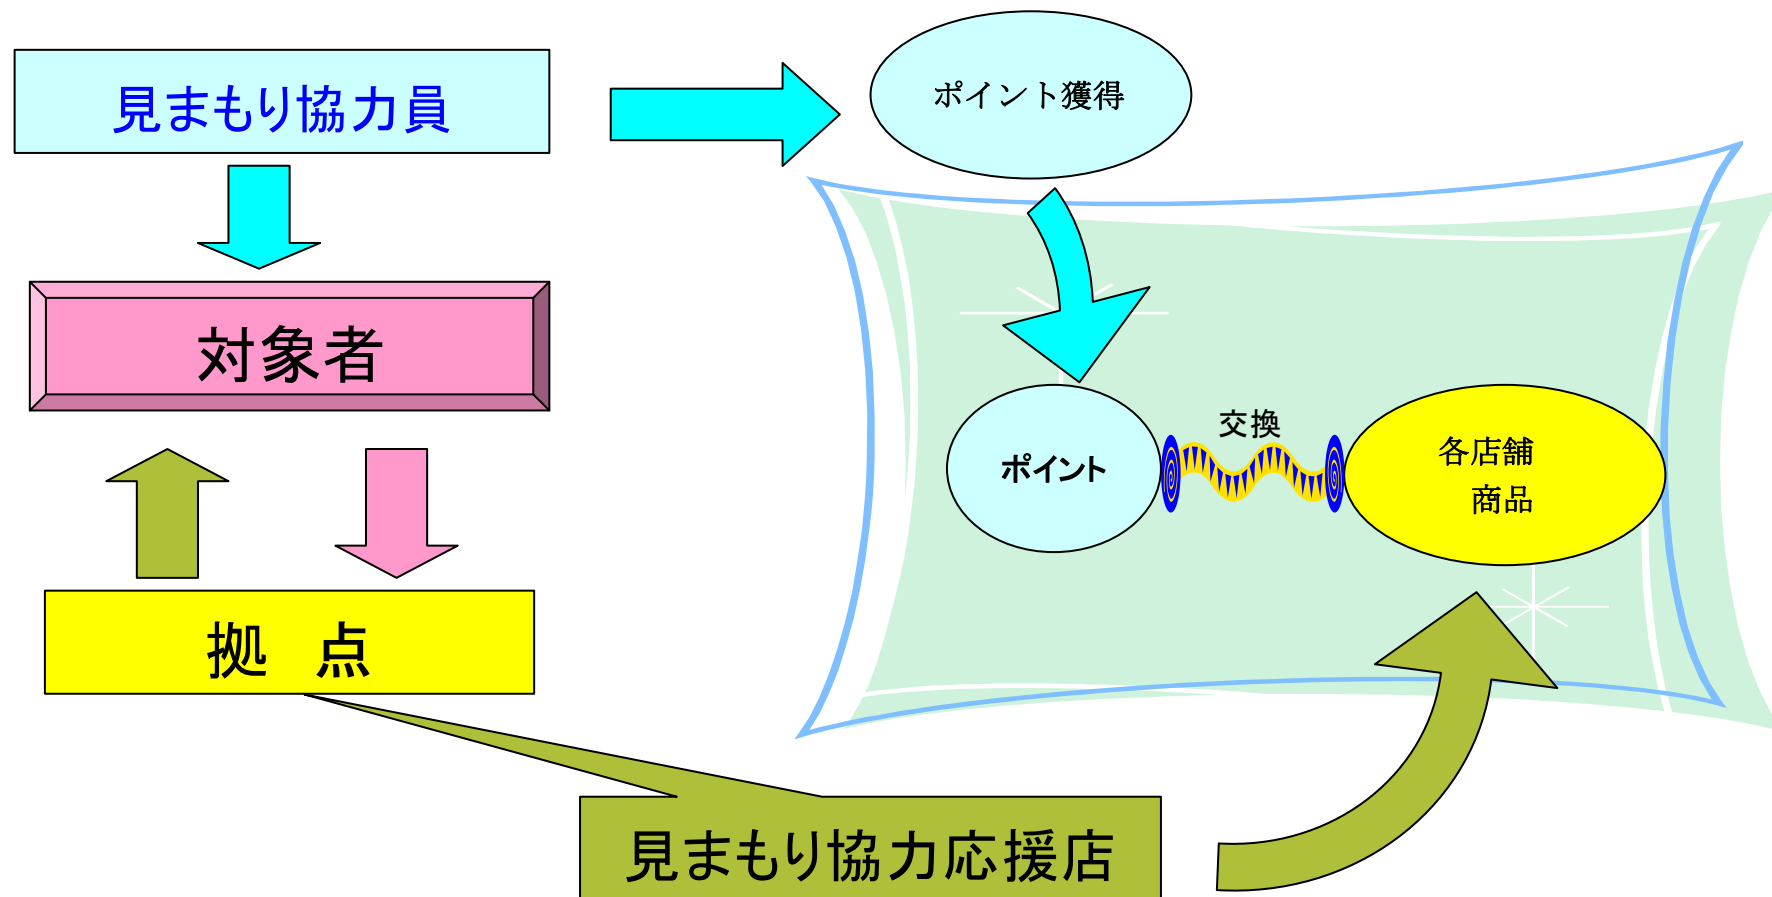 見まもり協力員
ポイント獲得
対象者
交換
ポイント
各店舗
商品
拠　点
見まもり協力応援店